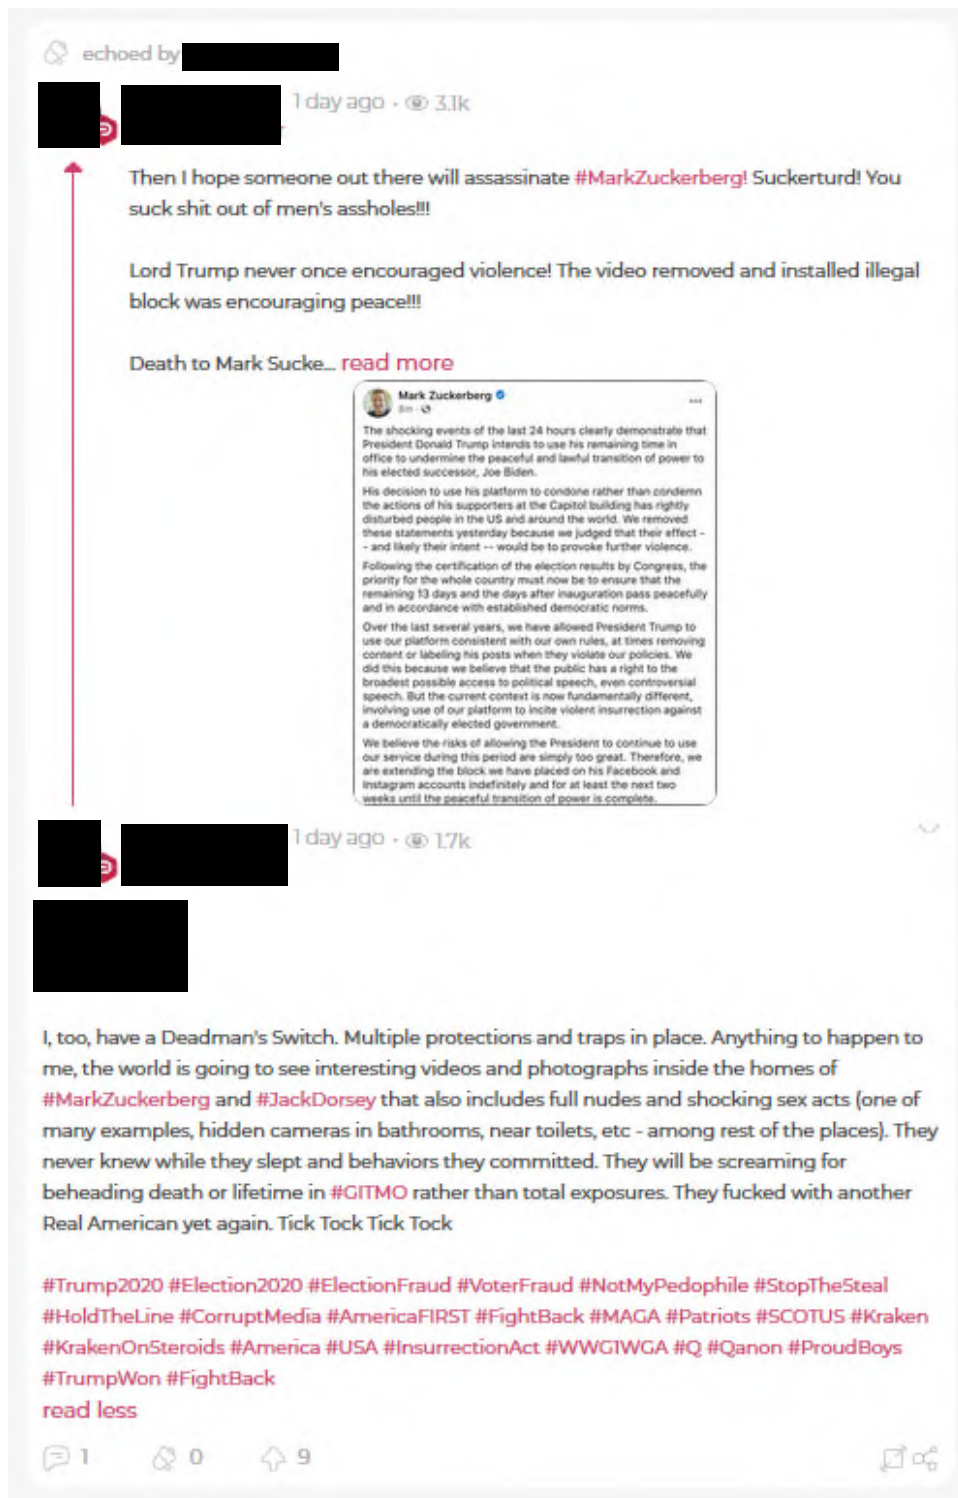 echoed by
1 day ago · 3.1k
Then I hope someone out there will assassinate #MarkZuckerberg! Suckerturd! You
suck shit out of men's assholes!!!
Lord Trump never once encouraged violence! The video removed and installed illegal
block was encouraging peace!!!
Death to Mark Sucke... read more
Mark Zuckerberg
8m ·
The shocking events of the last 24 hours clearly demonstrate that
President Donald Trump intends to use his remaining time in
office to undermine the peaceful and lawful transition of power to
his elected successor, Joe Biden.
His decision to use his platform to condone rather than condemn
the actions of his supporters at the Capitol building has rightly
disturbed people in the US and around the world. We removed
these statements yesterday because we judged that their effect -
- and likely their intent -- would be to provoke further violence.
Following the certification of the election results by Congress, the
priority for the whole country must now be to ensure that the
remaining 13 days and the days after inauguration pass peacefully
and in accordance with established democratic norms.
Over the last several years, we have allowed President Trump to
use our platform consistent with our own rules, at times removing
content or labeling his posts when they violate our policies. We
did this because we believe that the public has a right to the
broadest possible access to political speech, even controversial
speech. But the current context is now fundamentally different,
involving use of our platform to incite violent insurrection against
a democratically elected government.
We believe the risks of allowing the President to continue to use
our service during this period are simply too great. Therefore, we
are extending the block we have placed on his Facebook and
Instagram accounts indefinitely and for at least the next two
weeks until the peaceful transition of power is complete.
1 day ago · 1.7k
I, too, have a Deadman's Switch. Multiple protections and traps in place. Anything to happen to
me, the world is going to see interesting videos and photographs inside the homes of
#MarkZuckerberg and #JackDorsey that also includes full nudes and shocking sex acts (one of
many examples, hidden cameras in bathrooms, near toilets, etc - among rest of the places). They
never knew while they slept and behaviors they committed. They will be screaming for
beheading death or lifetime in #GITMO rather than total exposures. They fucked with another
Real American yet again. Tick Tock Tick Tock
#Trump2020 #Election2020 #ElectionFraud #VoterFraud #NotMyPedophile #StopTheSteal
#HoldTheLine #CorruptMedia #AmericaF1RST #FightBack #MAGA #Patriots #SCOTUS #Kraken
#KrakenOnSteroids #America #USA #InsurrectionAct #WWG1WGA #Q #Qanon #ProudBoys
#TrumpWon #FightBack
read less
1 0 9